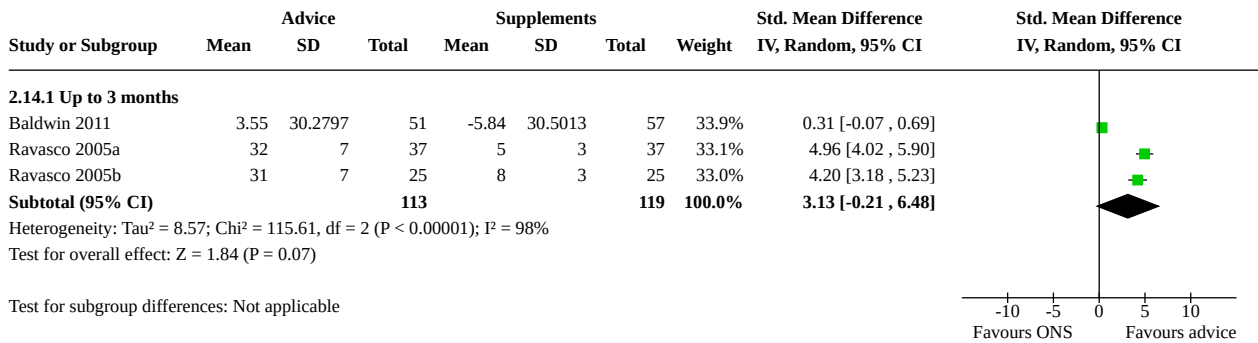 Advice Supplements Std. Mean Difference Std. Mean Difference
Study or Subgroup Mean SD Total Mean SD Total Weight IV, Random, 95% CI IV, Random, 95% CI
2.14.1 Up to 3 months
Baldwin 2011 3.55 30.2797 51 -5.84 30.5013 57 33.9% 0.31 [-0.07 , 0.69]
Ravasco 2005a 32 7 37 5 3 37 33.1% 4.96 [4.02 , 5.90]
Ravasco 2005b 31 7 25 8 3 25 33.0% 4.20 [3.18 , 5.23]
Subtotal (95% CI) 113 119 100.0% 3.13 [-0.21 , 6.48]
Heterogeneity: Tau² = 8.57; Chi² = 115.61, df = 2 (P < 0.00001); I² = 98%
Test for overall effect: Z = 1.84 (P = 0.07)
Test for subgroup differences: Not applicable
-10 -5 0 5 10
Favours ONS Favours advice